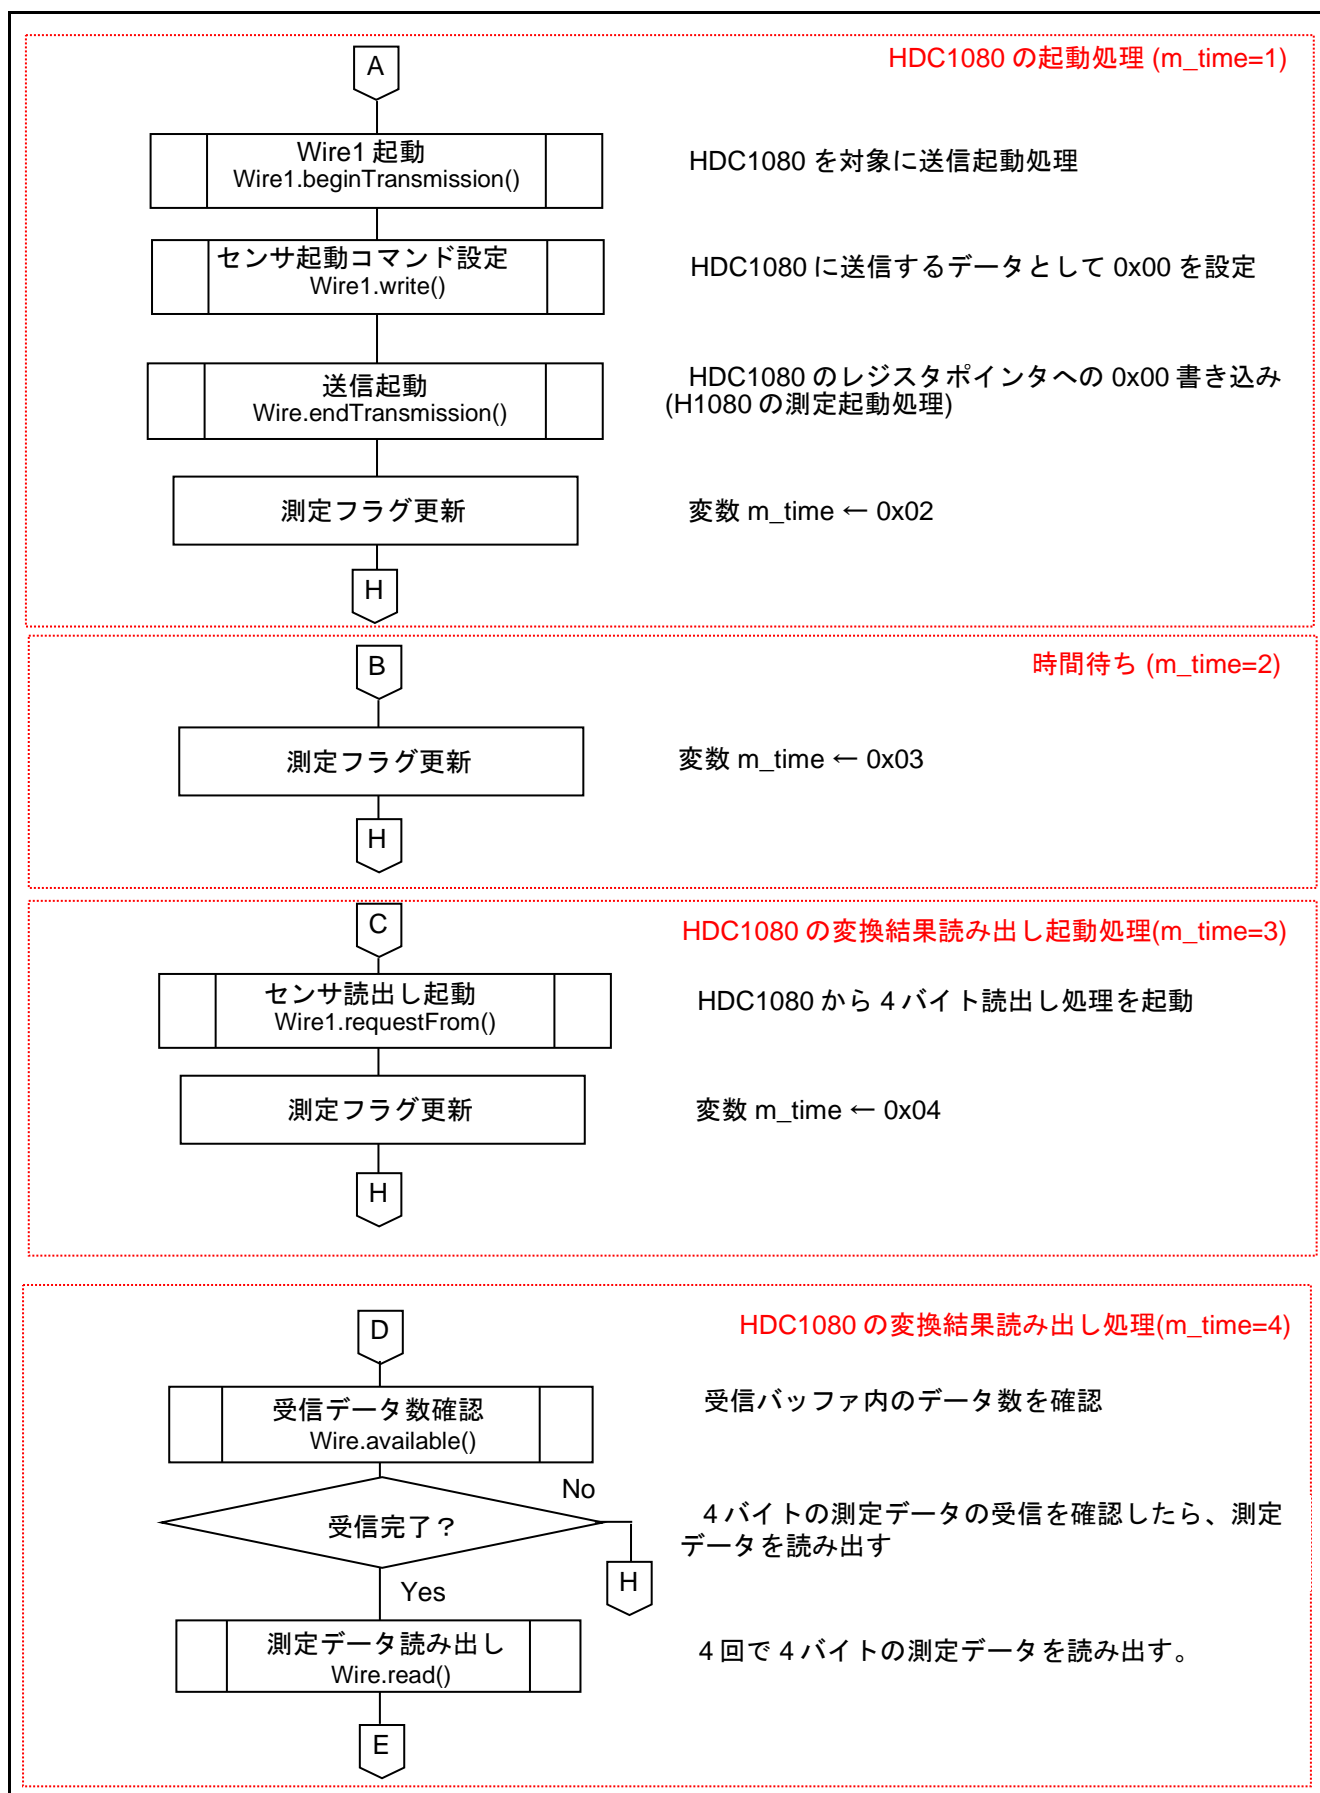 HDC1080 の起動処理 (m_time=1)
A
Wire1 起動
Wire1.beginTransmission()
HDC1080 を対象に送信起動処理
センサ起動コマンド設定
Wire1.write()
HDC1080 に送信するデータとして 0x00 を設定
送信起動
Wire.endTransmission()
HDC1080 のレジスタポインタへの 0x00 書き込み
(H1080 の測定起動処理)
測定フラグ更新
変数 m_time ← 0x02
H
B
時間待ち (m_time=2)
測定フラグ更新
変数 m_time ← 0x03
H
C
HDC1080 の変換結果読み出し起動処理(m_time=3)
センサ読出し起動
Wire1.requestFrom()
HDC1080 から 4 バイト読出し処理を起動
測定フラグ更新
変数 m_time ← 0x04
H
D
HDC1080 の変換結果読み出し処理(m_time=4)
受信データ数確認
Wire.available()
受信バッファ内のデータ数を確認
No
受信完了？
4 バイトの測定データの受信を確認したら、測定
データを読み出す
H
Yes
測定データ読み出し
Wire.read()
4 回で 4 バイトの測定データを読み出す。
E